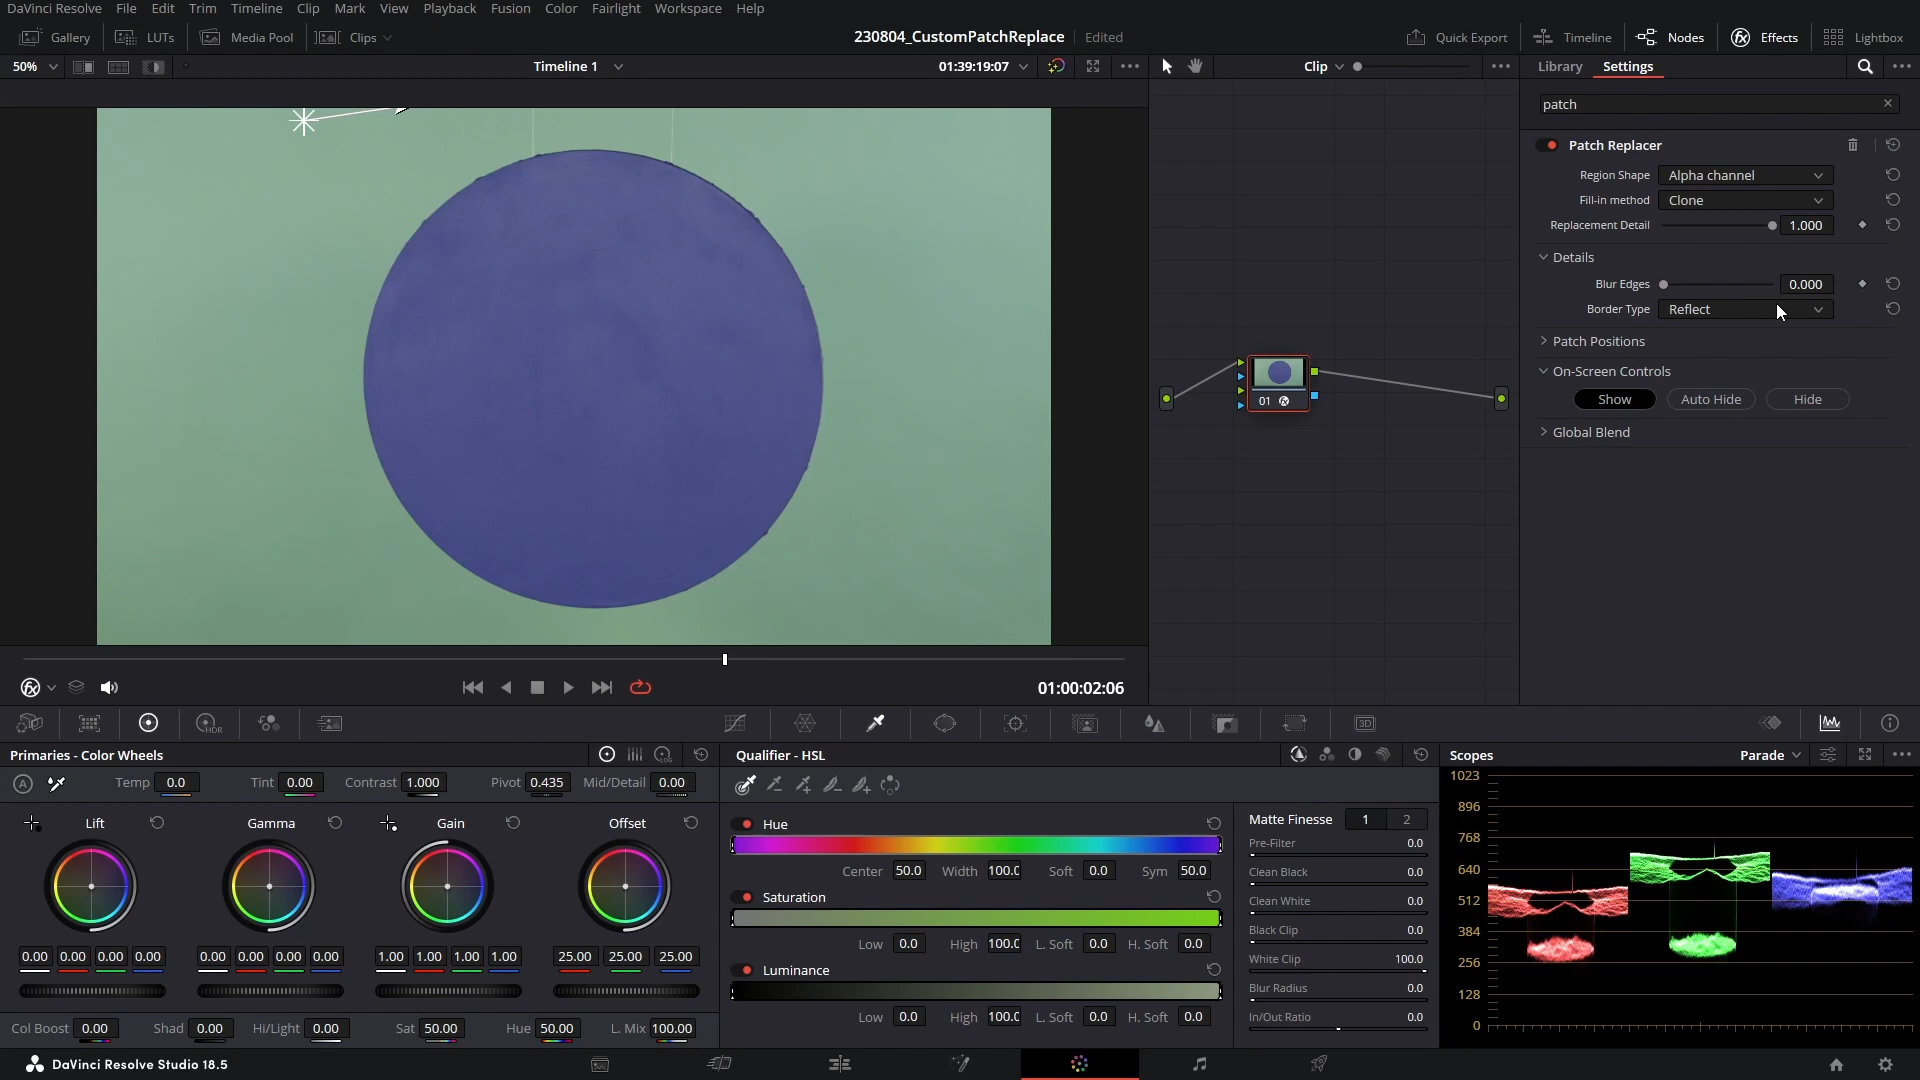 DaVinci Resolve File Edit Trim Timeline Clip Mark View Playback Fusion Color Fairlight Workspace Help
Gallery LUTs Media Pool Clips 230804_CustomPatchReplace Edited Quick Export Timeline Nodes Effects Lightbox
50% Timeline 1 01:39:19:07 Clip Library Settings
patch
Patch Replacer
Region Shape Alpha channel
Fill-in method Clone
Replacement Detail 1.000
Details
Blur Edges 0.000
Border Type Reflect
Patch Positions
On-Screen Controls
Show Auto Hide Hide
Global Blend
01
01:00:02:06
HDR
3D
Primaries - Color Wheels
LOG
A Temp 0.0 Tint 0.00 Contrast 1.000 Pivot 0.435 Mid/Detail 0.00
Lift Gamma Gain Offset
0.00 0.00 0.00 0.00 0.00 0.00 0.00 0.00 1.00 1.00 1.00 1.00 25.00 25.00 25.00
Col Boost 0.00 Shad 0.00 Hi/Light 0.00 Sat 50.00 Hue 50.00 L. Mix 100.00
Qualifier - HSL
Hue
Center 50.0 Width 100.0 Soft 0.0 Sym 50.0
Saturation
Low 0.0 High 100.0 L. Soft 0.0 H. Soft 0.0
Luminance
Low 0.0 High 100.0 L. Soft 0.0 H. Soft 0.0
Matte Finesse 1 2
Pre-Filter 0.0
Clean Black 0.0
Clean White 0.0
Black Clip 0.0
White Clip 100.0
Blur Radius 0.0
In/Out Ratio 0.0
Scopes Parade
1023
896
768
640
512
384
256
128
0
DaVinci Resolve Studio 18.5